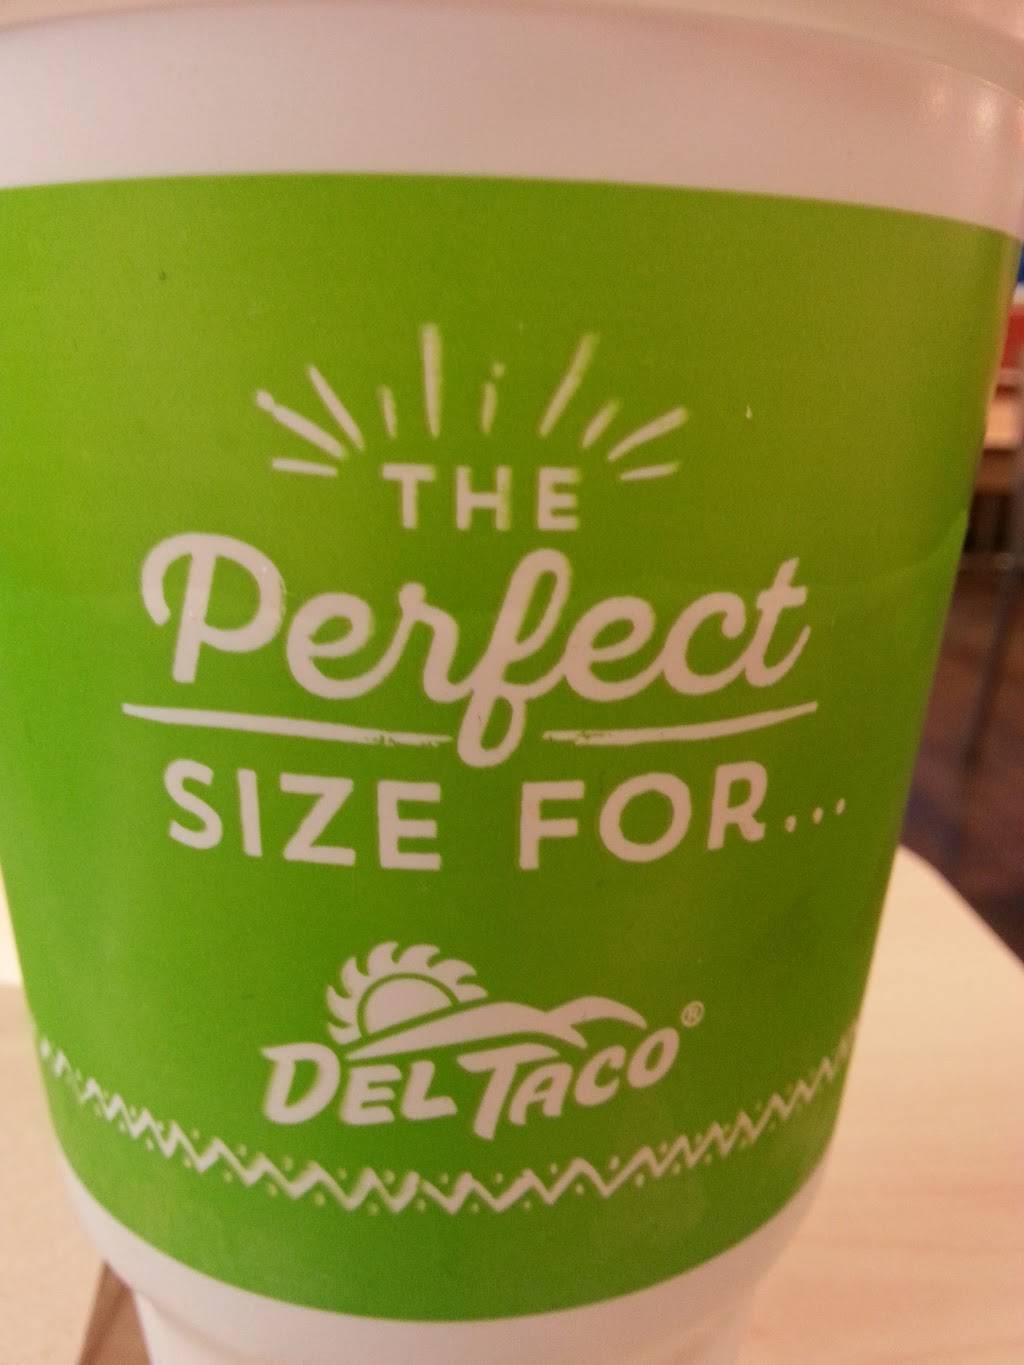 THE
Perfect
SIZE FOR...
DEL TACO®